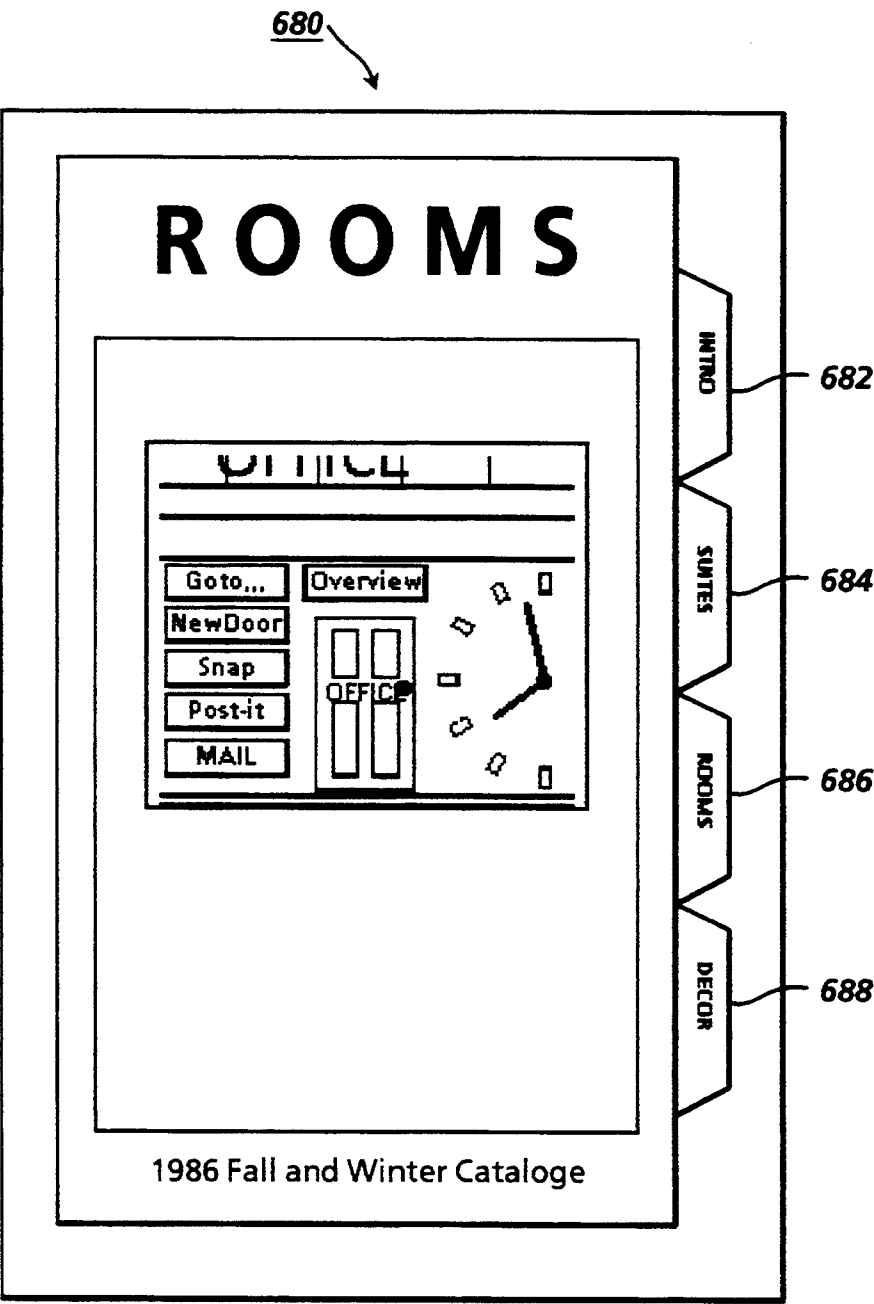 680
ROOMS
INTRO
682
OFFICE
SUITES
684
Goto...
Overview
NewDoor
Snap
OFFICE
Post-it
MAIL
ROOMS
686
DECOR
688
1986 Fall and Winter Cataloge